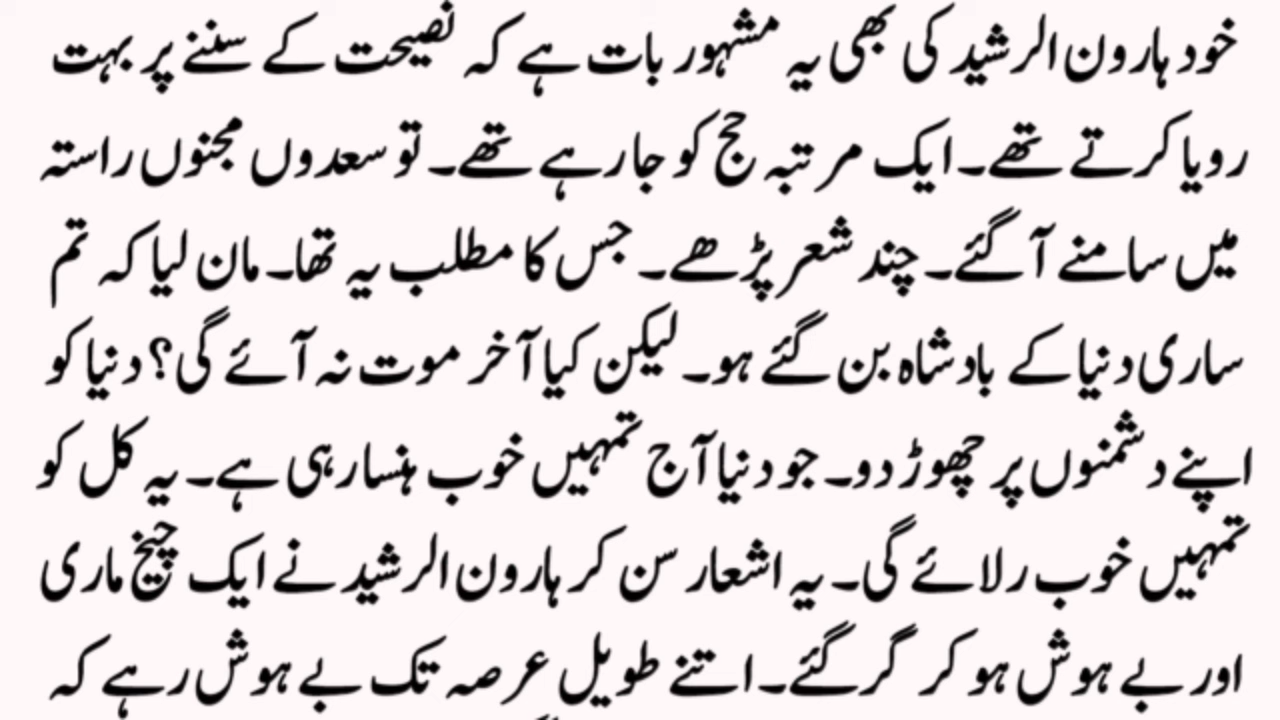 خود ہارون الرشید کی بھی یہ مشہور بات ہے کہ نصیحت کے سننے پر بہت
رویا کرتے تھے۔ ایک مرتبہ حج کو جارہے تھے۔ تو سعدوں مجنوں راستہ
میں سامنے آگئے۔ چند شعر پڑھے۔ جس کا مطلب یہ تھا۔ مان لیا کہ تم
ساری دنیا کے بادشاہ بن گئے ہو۔ لیکن کیا آخر موت نہ آئے گی؟ دنیا کو
اپنے دشمنوں پر چھوڑ دو۔ جو دنیا آج تمہیں خوب ہنسا رہی ہے۔ یہ کل کو
تمہیں خوب رلائے گی۔ یہ اشعار سن کر ہارون الرشید نے ایک چیخ ماری
اور بے ہوش ہو کر گر گئے۔ اتنے طویل عرصہ تک بے ہوش رہے کہ